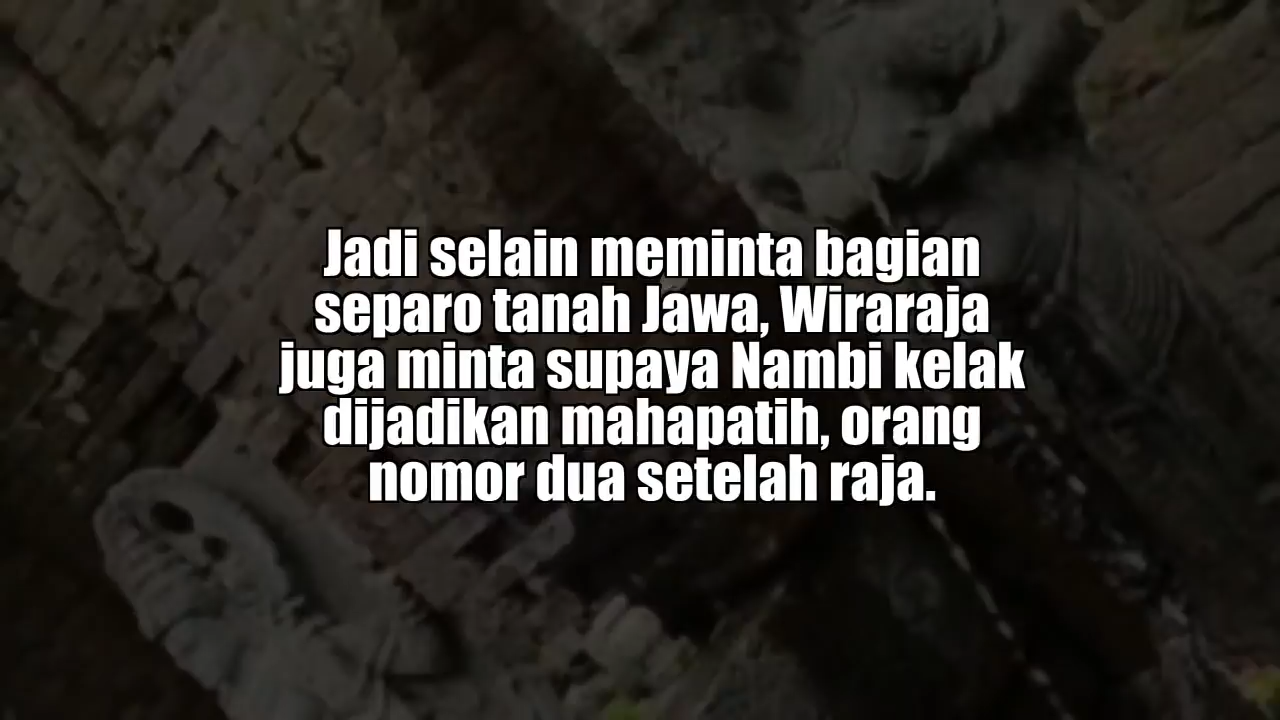 Jadi selain meminta bagian
separo tanah Jawa, Wiraraja
juga minta supaya Nambi kelak
dijadikan mahapatih, orang
nomor dua setelah raja.